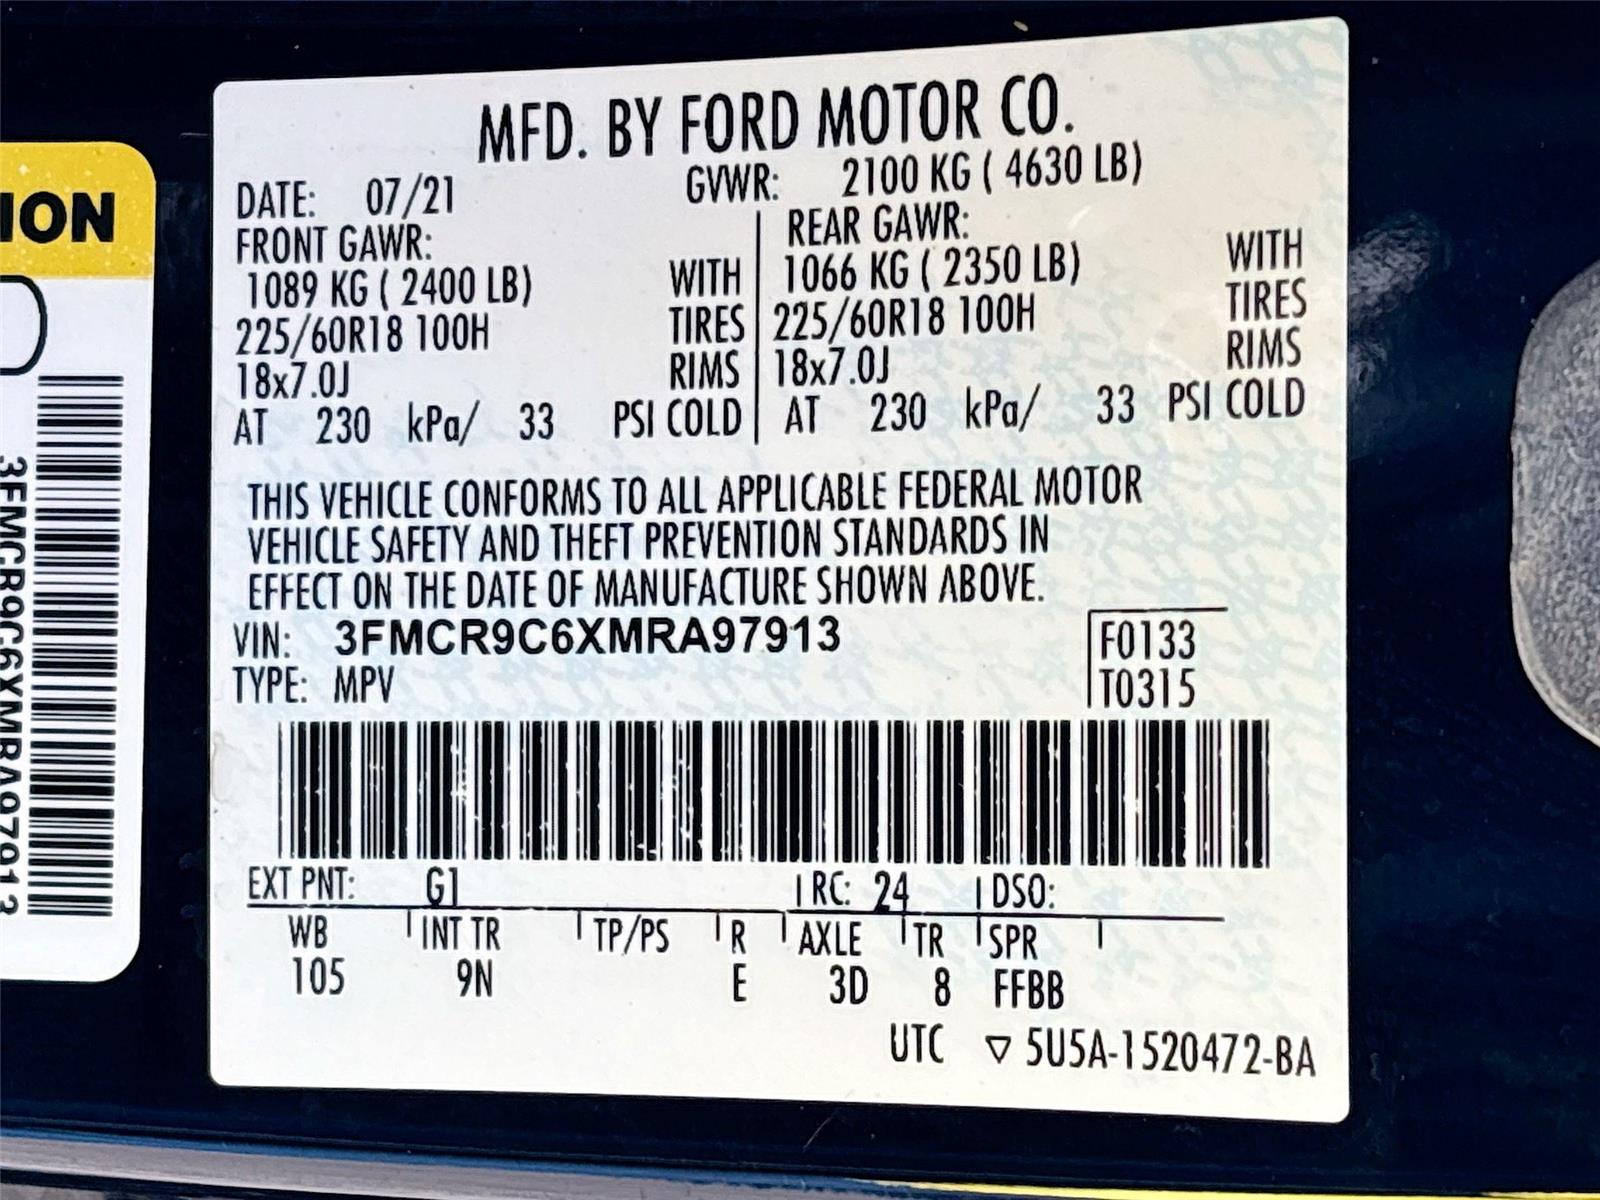 MFD. BY FORD MOTOR CO.
DATE: 07/21 GVWR: 2100 KG ( 4630 LB)
FRONT GAWR: REAR GAWR:
1089 KG ( 2400 LB) WITH 1066 KG ( 2350 LB) WITH
225/60R18 100H TIRES 225/60R18 100H TIRES
18x7.0J RIMS 18x7.0J RIMS
AT 230 kPa/ 33 PSI COLD AT 230 kPa/ 33 PSI COLD
THIS VEHICLE CONFORMS TO ALL APPLICABLE FEDERAL MOTOR
VEHICLE SAFETY AND THEFT PREVENTION STANDARDS IN
EFFECT ON THE DATE OF MANUFACTURE SHOWN ABOVE.
VIN: 3FMCR9C6XMRA97913 F0133
TYPE: MPV T0315
EXT PNT: G1 RC: 24 DSO:
WB INT TR TP/PS R AXLE TR SPR
105 9N E 3D 8 FFBB
UTC ▽ 5U5A-1520472-BA
ION
3FMCR9C6XMRA97913